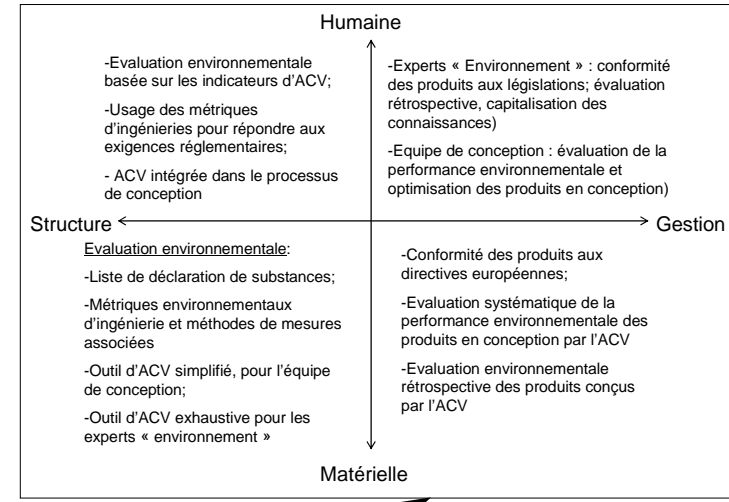 Humaine
-Evaluation environnementale
basée sur les indicateurs d'ACV;
-Usage des métriques
d'ingénieries pour répondre aux
exigences réglementaires;
- ACV intégrée dans le processus
de conception
-Experts « Environnement » : conformité
des produits aux législations; évaluation
rétrospective, capitalisation des
connaissances)
-Equipe de conception : évaluation de la
performance environnementale et
optimisation des produits en conception)
Structure
Gestion
Evaluation environnementale:
-Liste de déclaration de substances;
-Métriques environnementaux
d'ingénierie et méthodes de mesures
associées
-Outil d'ACV simplifié, pour l'équipe
de conception;
-Outil d'ACV exhaustive pour les
experts « environnement »
-Conformité des produits aux
directives européennes;
-Evaluation systématique de la
performance environnementale des
produits en conception par l'ACV
-Evaluation environnementale
rétrospective des produits conçus
par l'ACV
Matérielle